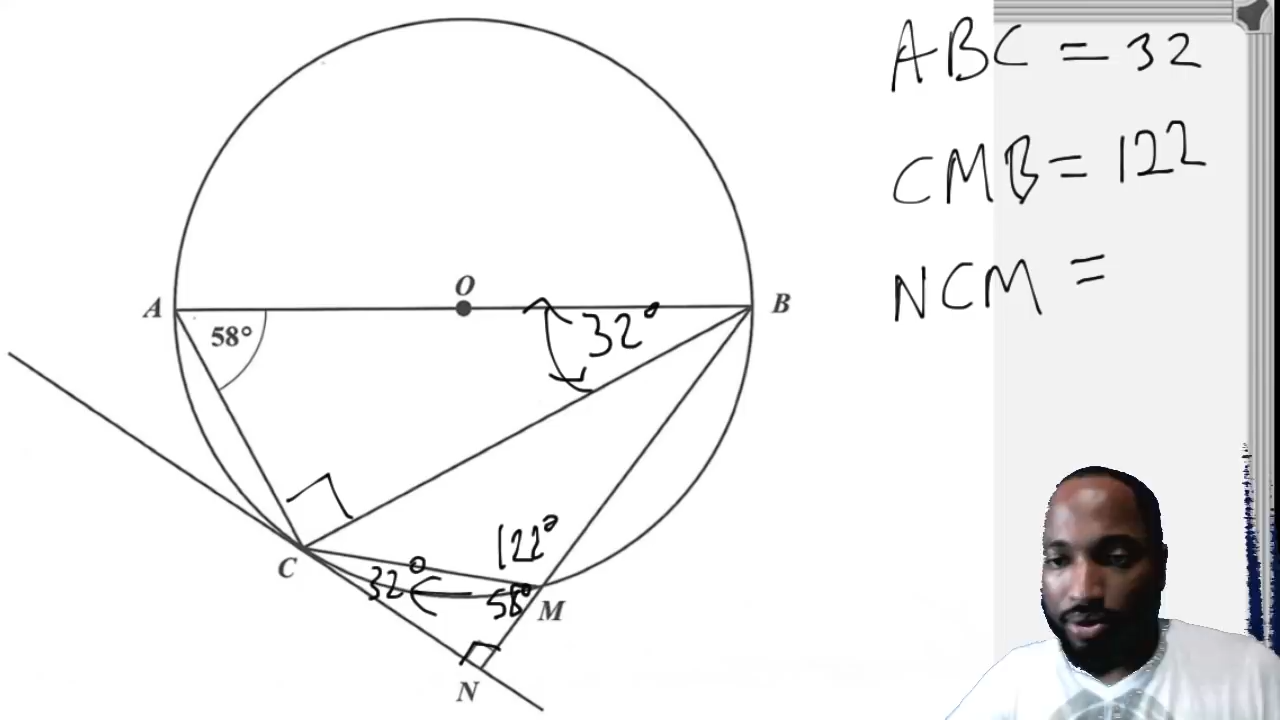 ABC = 32
CMB = 122
NCM =
O
A
B
58°
32°
122°
C
32°
58°
M
N